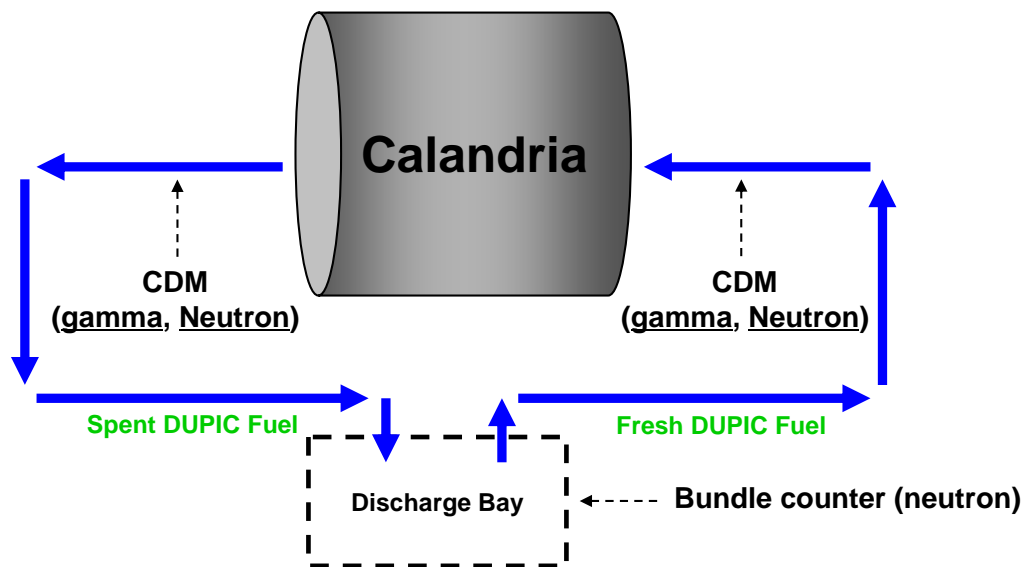 Calandria
CDM
(gamma, Neutron)
CDM
(gamma, Neutron)
Spent DUPIC Fuel
Fresh DUPIC Fuel
Discharge Bay
Bundle counter (neutron)